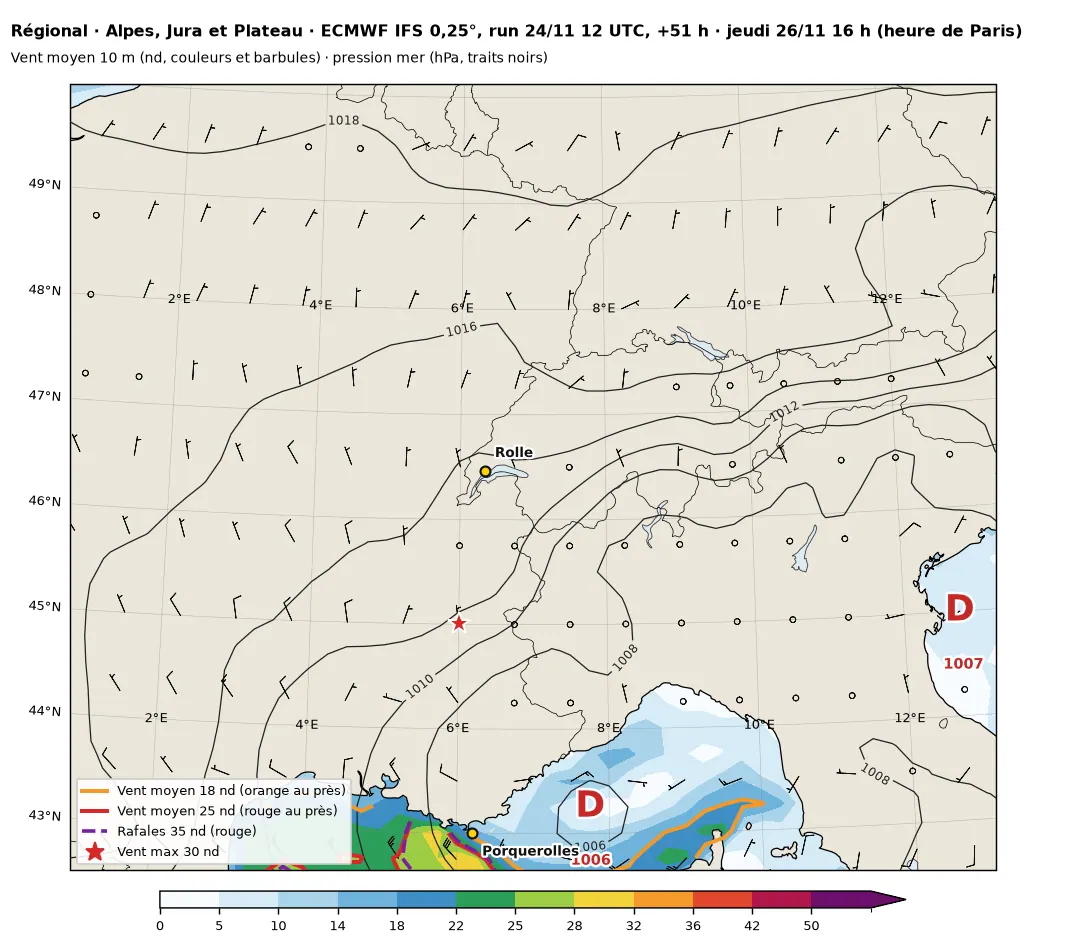 Régional · Alpes, Jura et Plateau · ECMWF IFS 0,25°, run 24/11 12 UTC, +51 h · jeudi 26/11 16 h (heure de Paris)
Vent moyen 10 m (nd, couleurs et barbules) · pression mer (hPa, traits noirs)
1018
49°N
48°N
2°E
4°E
6°E
8°E
10°E
12°E
1016
47°N
1012
Rolle
46°N
45°N
D
1007
1008
1010
44°N
2°E
4°E
6°E
8°E
10°E
12°E
1008
43°N
D
1006
1006
Porquerolles
Vent moyen 18 nd (orange au près)
Vent moyen 25 nd (rouge au près)
Rafales 35 nd (rouge)
Vent max 30 nd
0 5 10 14 18 22 25 28 32 36 42 50